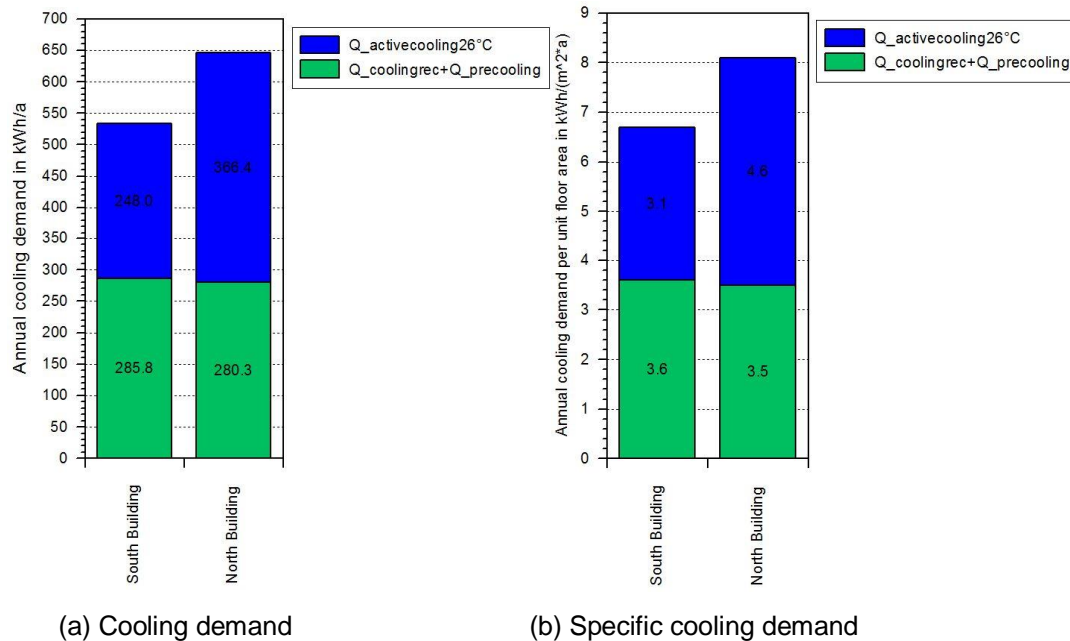 Annual cooling demand in kWh/a
700
650
600
550
500
450
400
350
300
250
200
150
100
50
0
248.0
366.4
285.8
280.3
South Building
North Building
Q_activecooling26°C
Q_coolingrec+Q_precooling
Annual cooling demand per unit floor area in kWh/(m^2*a)
9
8
7
6
5
4
3
2
1
0
3.1
4.6
3.6
3.5
South Building
North Building
Q_activecooling26°C
Q_coolingrec+Q_precooling
(a) Cooling demand
(b) Specific cooling demand